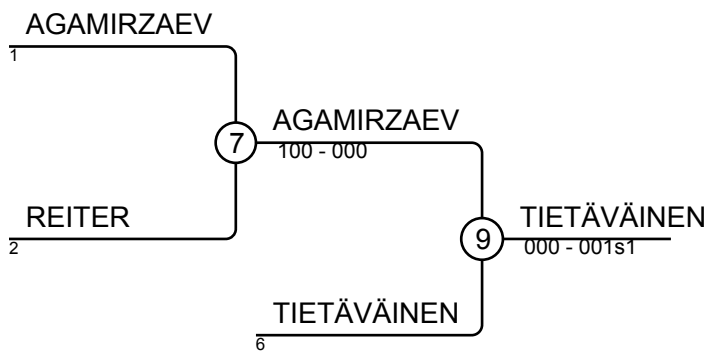 AGAMIRZAEV
1
7
AGAMIRZAEV
100 - 000
REITER
2
9
TIETÄVÄINEN
000 - 001s1
TIETÄVÄINEN
6